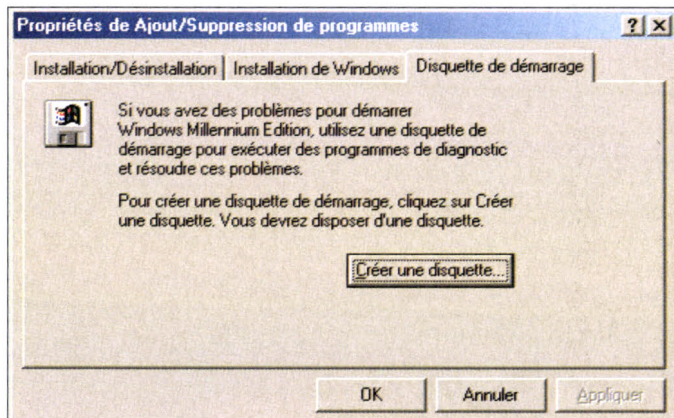 Propriétés de Ajout/Suppression de programmes
Installation/Désinstallation
Installation de Windows
Disquette de démarrage
Si vous avez des problèmes pour démarrer
Windows Millennium Edition, utilisez une disquette de
démarrage pour exécuter des programmes de diagnostic
et résoudre ces problèmes.
Pour créer une disquette de démarrage, cliquez sur Créer
une disquette. Vous devrez disposer d'une disquette.
Créer une disquette...
OK
Annuler
Appliquer